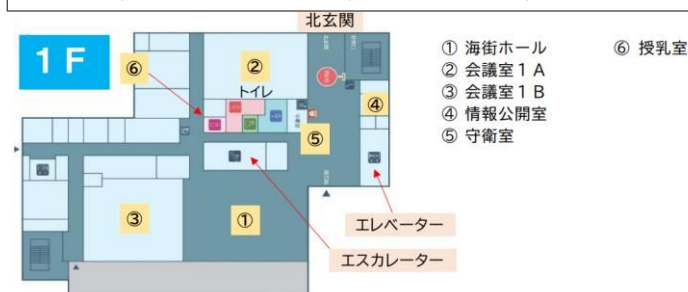 北玄関
1F
⑥
②
トイレ
④
⑤
③
①
エレベーター
エスカレーター
① 海街ホール
② 会議室1A
③ 会議室1B
④ 情報公開室
⑤ 守衛室
⑥ 授乳室